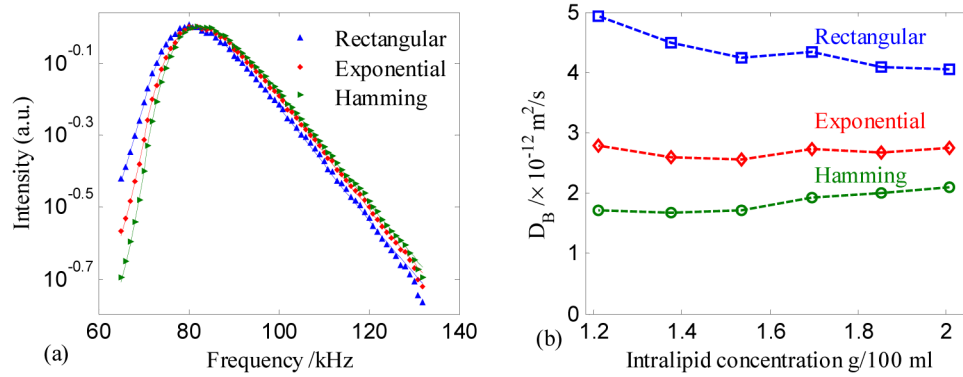 10^-0.1
10^-0.3
10^-0.5
10^-0.7
Intensity (a.u.)
Rectangular
Exponential
Hamming
60
80
100
120
140
Frequency /kHz
(a)
5
4
3
2
1
0
D_B /×10^-12 m^2/s
Rectangular
Exponential
Hamming
1.2
1.4
1.6
1.8
2
Intralipid concentration g/100 ml
(b)